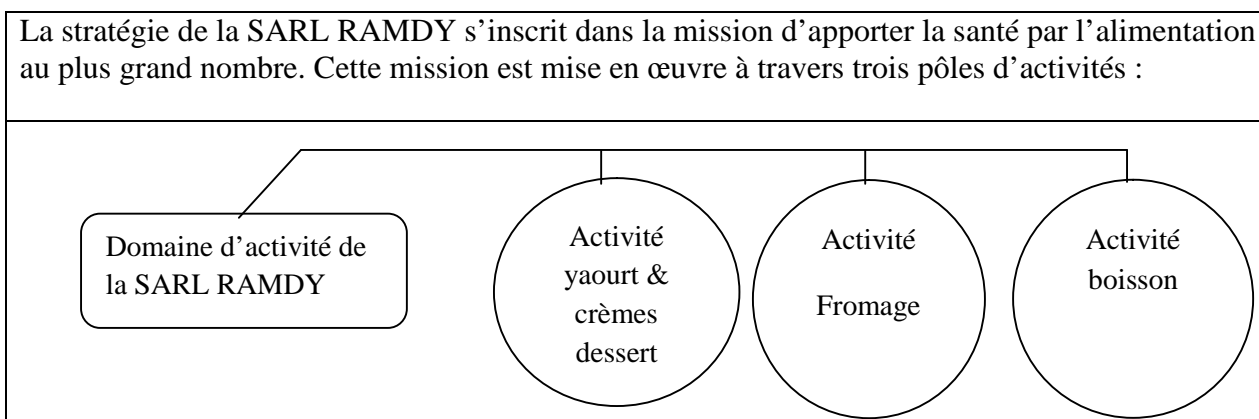 La stratégie de la SARL RAMDY s’inscrit dans la mission d’apporter la santé par l’alimentation
au plus grand nombre. Cette mission est mise en œuvre à travers trois pôles d’activités :
Domaine d’activité de
la SARL RAMDY
Activité
yaourt &
crèmes
dessert
Activité
Fromage
Activité
boisson